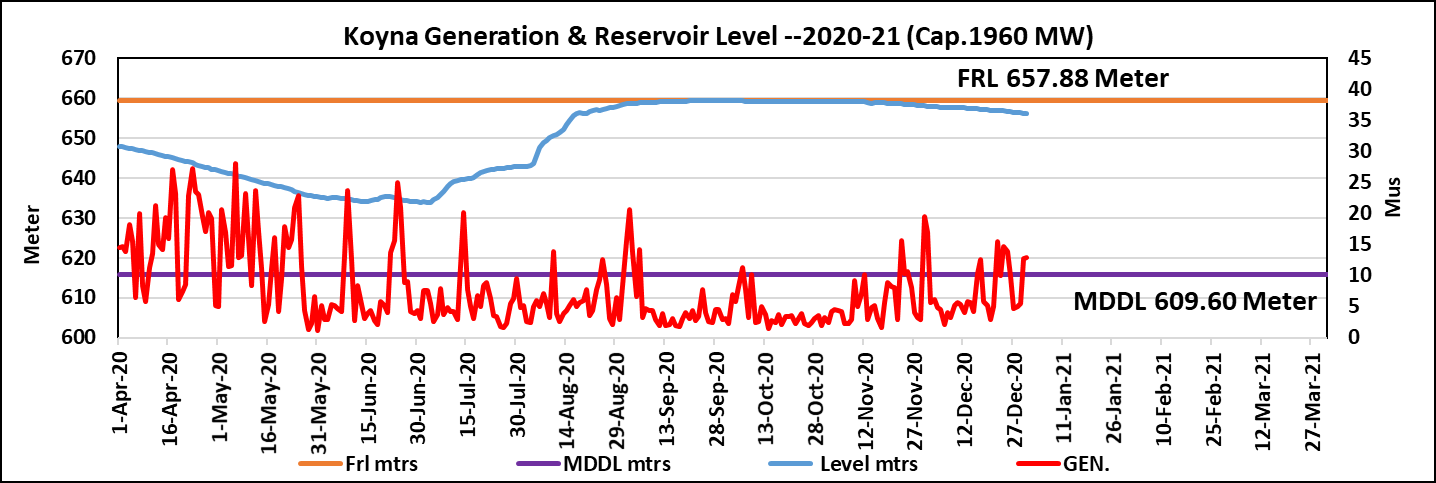 Koyna Generation & Reservoir Level --2020-21 (Cap.1960 MW)
670
660
650
640
630
620
610
600
Meter
45
40
35
30
25
20
15
10
5
0
Mus
FRL 657.88 Meter
MDDL 609.60 Meter
1-Apr-20
16-Apr-20
1-May-20
16-May-20
31-May-20
15-Jun-20
30-Jun-20
15-Jul-20
30-Jul-20
14-Aug-20
29-Aug-20
13-Sep-20
28-Sep-20
13-Oct-20
28-Oct-20
12-Nov-20
27-Nov-20
12-Dec-20
27-Dec-20
11-Jan-21
26-Jan-21
10-Feb-21
25-Feb-21
12-Mar-21
27-Mar-21
Frl mtrs
MDDL mtrs
Level mtrs
GEN.